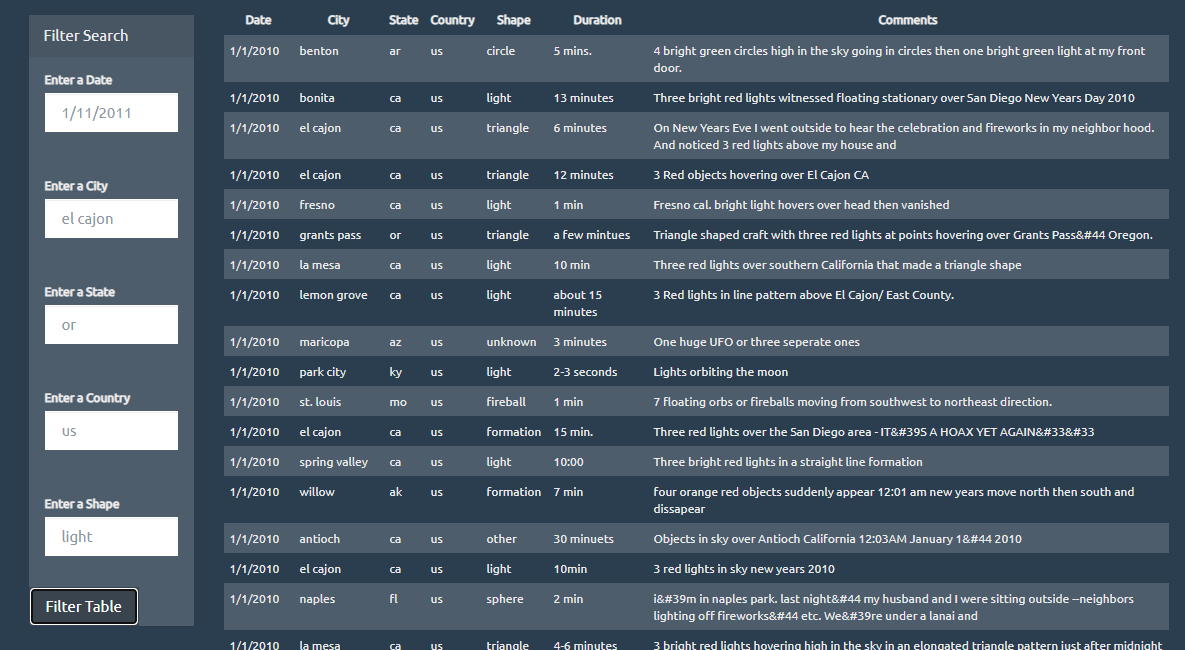 Filter Search
Enter a Date
1/11/2011
Enter a City
el cajon
Enter a State
or
Enter a Country
us
Enter a Shape
light
Filter Table
Date City State Country Shape Duration Comments
1/1/2010 benton ar us circle 5 mins. 4 bright green circles high in the sky going in circles then one bright green light at my front
door.
1/1/2010 bonita ca us light 13 minutes Three bright red lights witnessed floating stationary over San Diego New Years Day 2010
1/1/2010 el cajon ca us triangle 6 minutes On New Years Eve I went outside to hear the celebration and fireworks in my neighbor hood.
And noticed 3 red lights above my house and
1/1/2010 el cajon ca us triangle 12 minutes 3 Red objects hovering over El Cajon CA
1/1/2010 fresno ca us light 1 min Fresno cal. bright light hovers over head then vanished
1/1/2010 grants pass or us triangle a few mintues Triangle shaped craft with three red lights at points hovering over Grants Pass&#44 Oregon.
1/1/2010 la mesa ca us light 10 min Three red lights over southern California that made a triangle shape
1/1/2010 lemon grove ca us light about 15 3 Red lights in line pattern above El Cajon/ East County.
minutes
1/1/2010 maricopa az us unknown 3 minutes One huge UFO or three seperate ones
1/1/2010 park city ky us light 2-3 seconds Lights orbiting the moon
1/1/2010 st. louis mo us fireball 1 min 7 floating orbs or fireballs moving from southwest to northeast direction.
1/1/2010 el cajon ca us formation 15 min. Three red lights over the San Diego area - IT&#39S A HOAX YET AGAIN&#33&#33
1/1/2010 spring valley ca us light 10:00 Three bright red lights in a straight line formation
1/1/2010 willow ak us formation 7 min four orange red objects suddenly appear 12:01 am new years move north then south and
dissapear
1/1/2010 antioch ca us other 30 minuets Objects in sky over Antioch California 12:03AM January 1&#44 2010
1/1/2010 el cajon ca us light 10min 3 red lights in sky new years 2010
1/1/2010 naples fl us sphere 2 min i&#39m in naples park. last night&#44 my husband and I were sitting outside --neighbors
lighting off fireworks&#44 etc. We&#39re under a lanai and
1/1/2010 la mesa ca us triangle 4-6 minutes 3 bright red lights hovering high in the sky in an elongated triangle pattern just after midnight